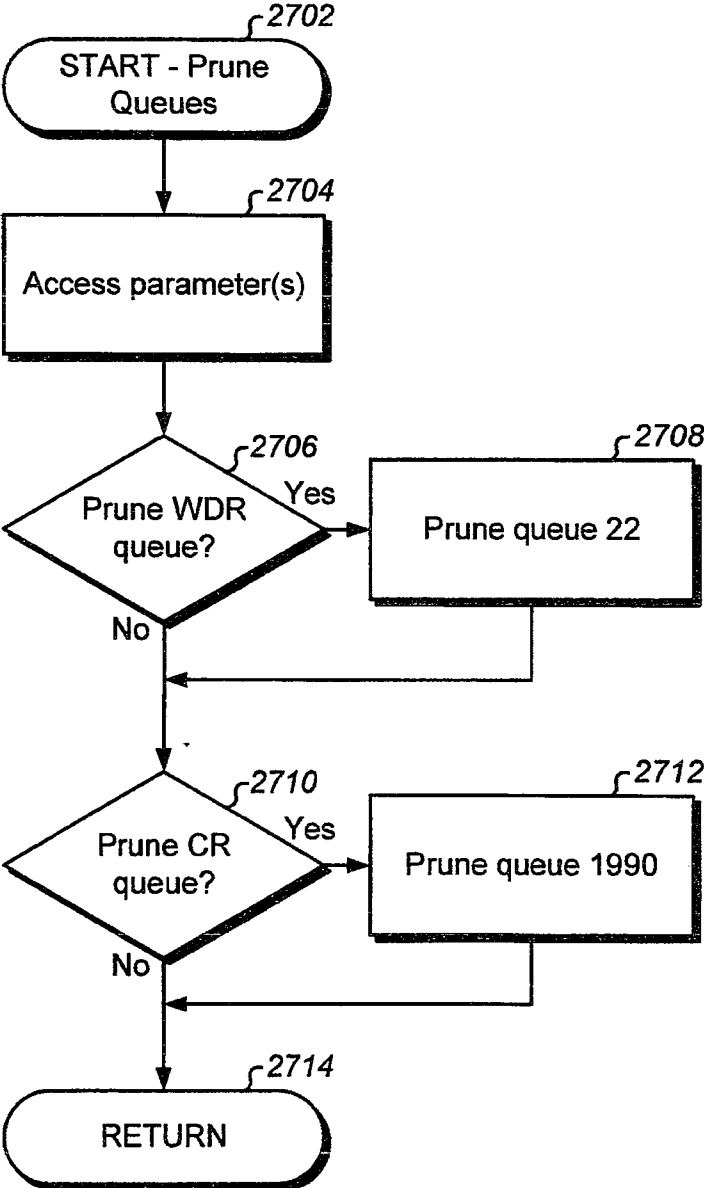 2702
START - Prune
Queues
2704
Access parameter(s)
2706
Prune WDR
queue?
Yes
2708
Prune queue 22
No
2710
Prune CR
queue?
Yes
2712
Prune queue 1990
No
2714
RETURN